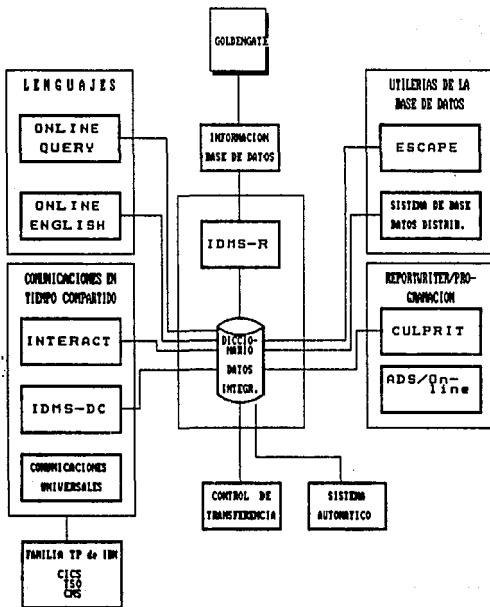 GOLDENGATE
LENGUAJES
ONLINE
QUERY
ONLINE
ENGLISH
INFORMACION
BASE DE DATOS
IDMS-R
UTILERIAS DE LA
BASE DE DATOS
ESCAPE
SISTEMA DE BASE
DATOS DISTRIB.
COMUNICACIONES EN
TIEMPO COMPARTIDO
INTERACT
IDMS-DC
COMUNICACIONES
UNIVERSALES
DICCIO-
MARIO
DATOS
INTEGR.
REPORTWRITER/PRO-
GRAMACION
CULPRIT
ADS/On-
line
CONTROL DE
TRANSFERENCIA
SISTEMA
AUTOMATICO
FAMILIA TP de IBM
CICS
TSO
CMS